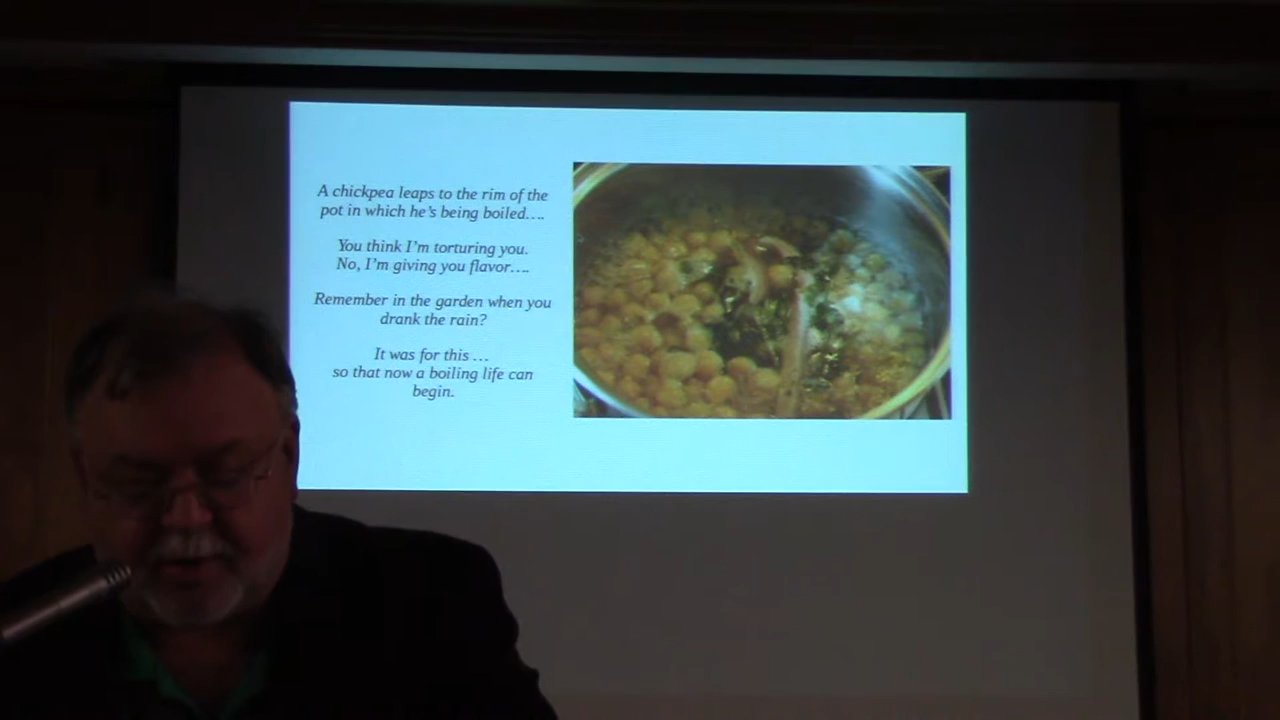 A chickpea leaps to the rim of the
pot in which he's being boiled….
You think I'm torturing you.
No, I'm giving you flavor….
Remember in the garden when you
drank the rain?
It was for this …
so that now a boiling life can
begin.